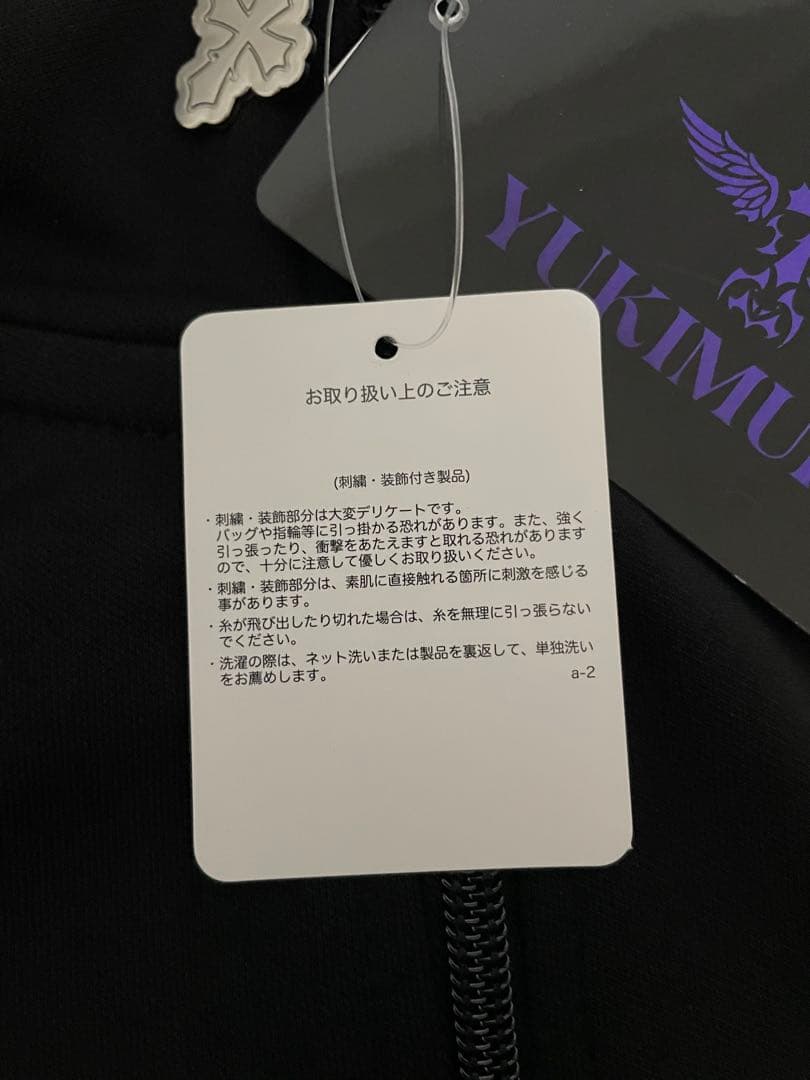 YUKIMU
お取り扱い上のご注意
(刺繍・装飾付き製品)
・刺繍・装飾部分は大変デリケートです。
バッグや指輪等に引っ掛かる恐れがあります。また、強く
引っ張ったり、衝撃をあたえますと取れる恐れがあります
ので、十分に注意して優しくお取り扱いください。
・刺繍・装飾部分は、素肌に直接触れる箇所に刺激を感じる
事があります。
・糸が飛び出したり切れた場合は、糸を無理に引っ張らない
でください。
・洗濯の際は、ネット洗いまたは製品を裏返して、単独洗い
をお薦めします。
a-2